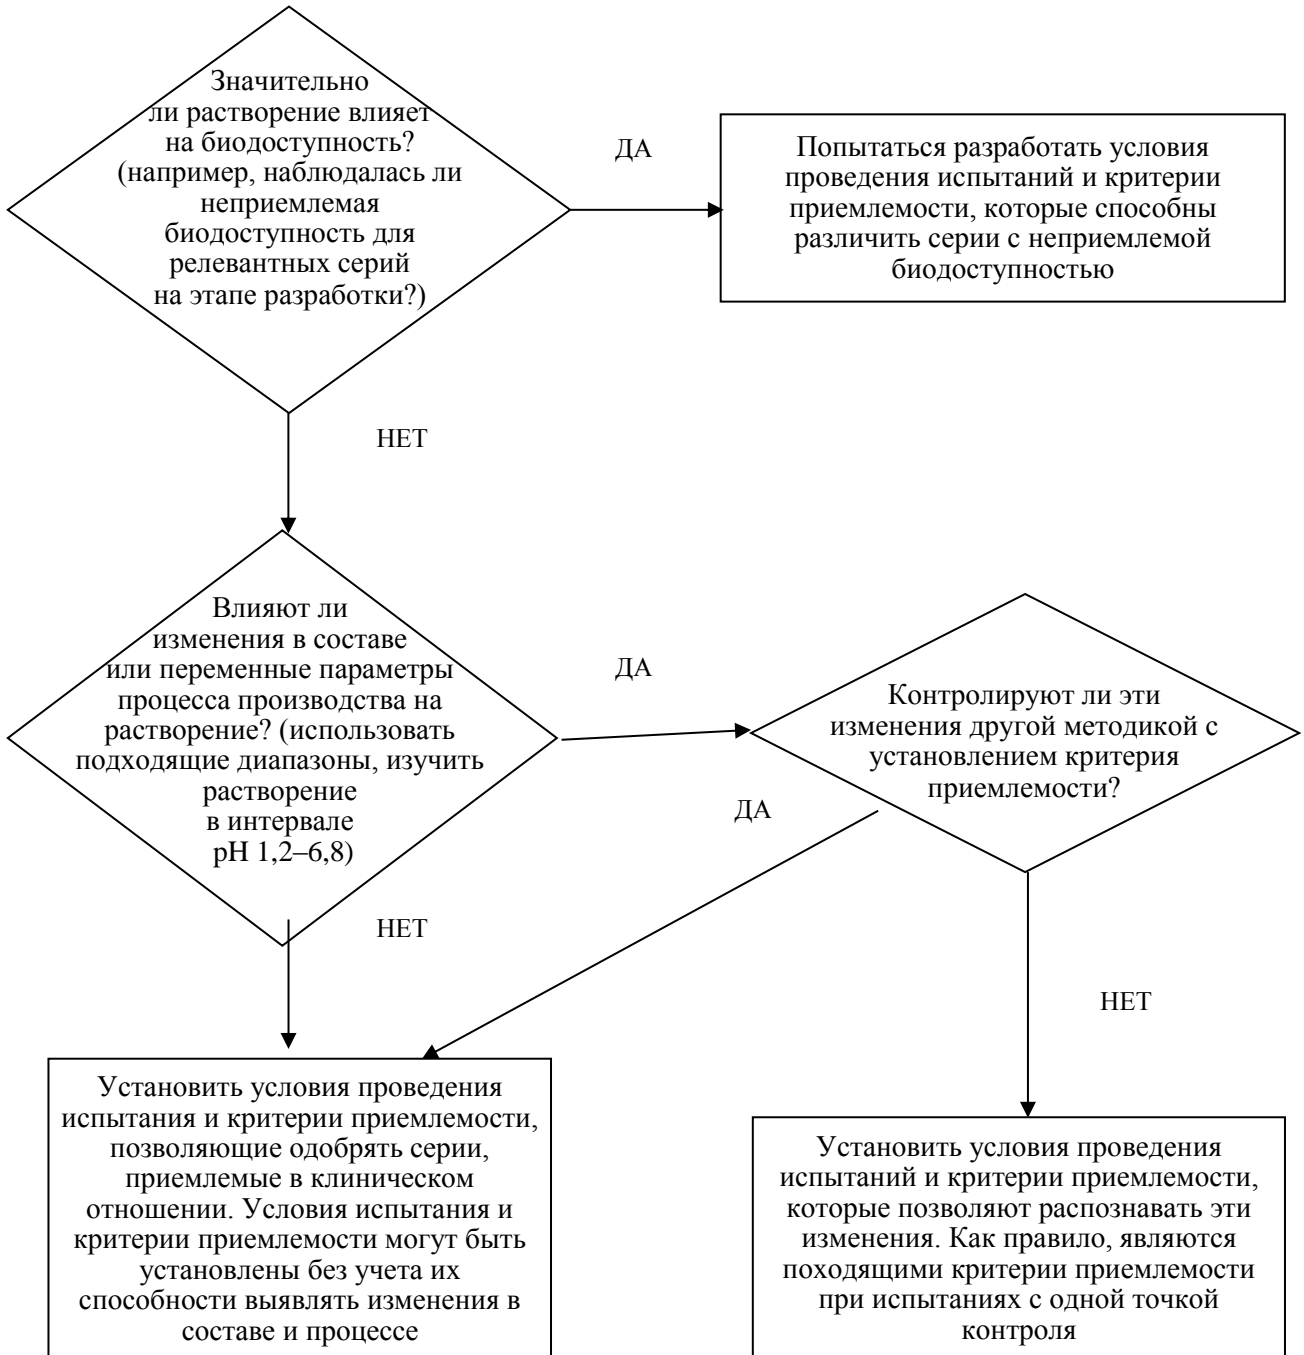 Значительно
ли растворение влияет
на биодоступность?
(например, наблюдалась ли
неприемлемая
биодоступность для
релевантных серий
на этапе разработки?)
ДА
Попытаться разработать условия
проведения испытаний и критерии
приемлемости, которые способны
различить серии с неприемлемой
биодоступностью
НЕТ
Влияют ли
изменения в составе
или переменные параметры
процесса производства на
растворение? (использовать
подходящие диапазоны, изучить
растворение
в интервале
pH 1,2–6,8)
ДА
Контролируют ли эти
изменения другой методикой с
установлением критерия
приемлемости?
ДА
НЕТ
НЕТ
Установить условия проведения
испытания и критерии приемлемости,
позволяющие одобрять серии,
приемлемые в клиническом
отношении. Условия испытания и
критерии приемлемости могут быть
установлены без учета их
способности выявлять изменения в
составе и процессе
Установить условия проведения
испытаний и критерии приемлемости,
которые позволяют распознавать эти
изменения. Как правило, являются
походящими критерии приемлемости
при испытаниях с одной точкой
контроля